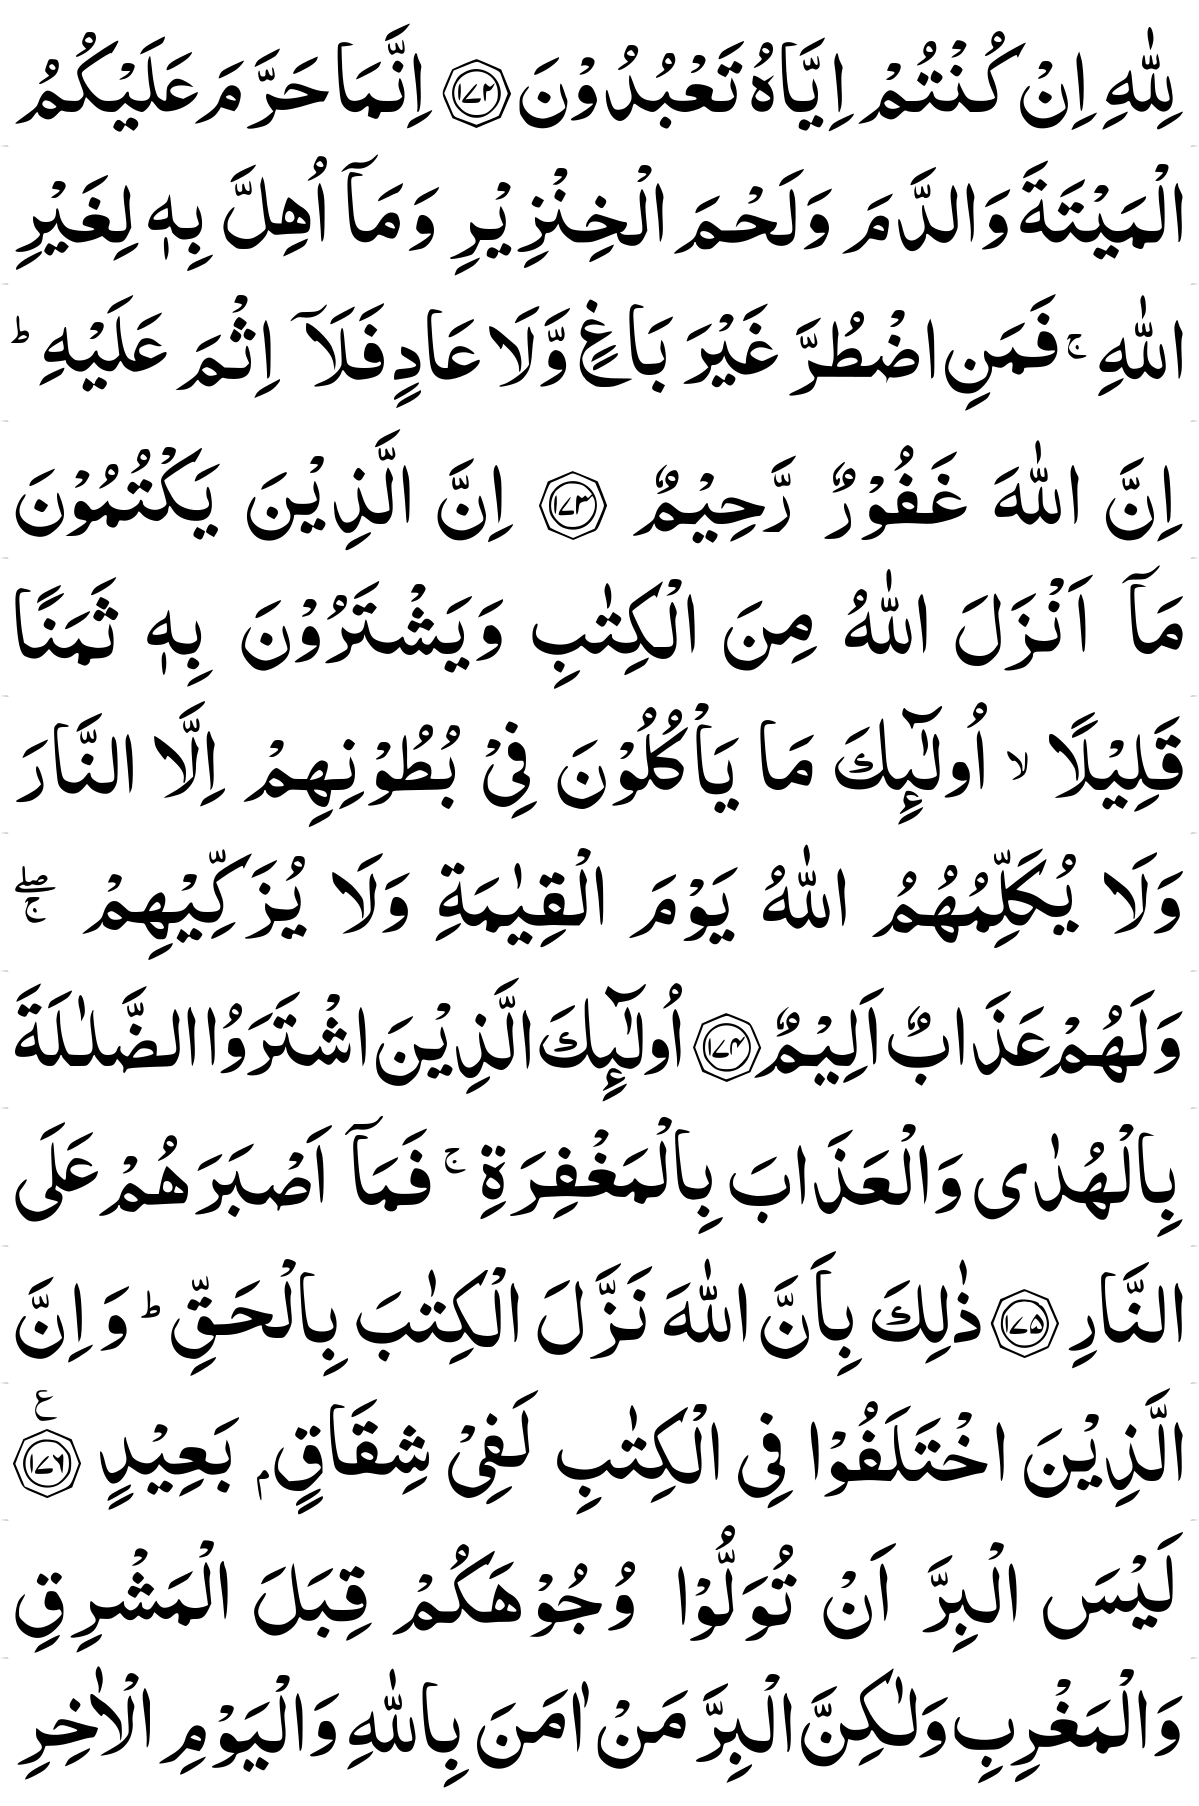 لِلّٰهِ اِنْ كُنْتُمْ اِیَّاهُ تَعْبُدُوْنَ ﴿۱۷۲﴾ اِنَّمَا حَرَّمَ عَلَیْكُمُ
الْمَیْتَةَ وَالدَّمَ وَلَحْمَ الْخِنْزِیْرِ وَمَاۤ اُهِلَّ بِهٖ لِغَیْرِ
اللّٰهِ ۚ فَمَنِ اضْطُرَّ غَیْرَ بَاغٍ وَّلَا عَادٍ فَلَاۤ اِثْمَ عَلَیْهِ ؕ
اِنَّ اللّٰهَ غَفُوْرٌ رَّحِیْمٌ ﴿۱۷۳﴾ اِنَّ الَّذِیْنَ یَكْتُمُوْنَ
مَاۤ اَنْزَلَ اللّٰهُ مِنَ الْكِتٰبِ وَیَشْتَرُوْنَ بِهٖ ثَمَنًا
قَلِیْلًا ۙ اُولٰٓىِٕكَ مَا یَاْكُلُوْنَ فِیْ بُطُوْنِهِمْ اِلَّا النَّارَ
وَلَا یُكَلِّمُهُمُ اللّٰهُ یَوْمَ الْقِیٰمَةِ وَلَا یُزَكِّیْهِمْ ۖۚ
وَلَهُمْ عَذَابٌ اَلِیْمٌ ﴿۱۷۴﴾ اُولٰٓىِٕكَ الَّذِیْنَ اشْتَرَوُا الضَّلٰلَةَ
بِالْهُدٰی وَالْعَذَابَ بِالْمَغْفِرَةِ ۚ فَمَاۤ اَصْبَرَهُمْ عَلَی
النَّارِ ﴿۱۷۵﴾ ذٰلِكَ بِاَنَّ اللّٰهَ نَزَّلَ الْكِتٰبَ بِالْحَقِّ ؕ وَاِنَّ
الَّذِیْنَ اخْتَلَفُوْا فِی الْكِتٰبِ لَفِیْ شِقَاقٍۭ بَعِیْدٍ ﴿۱۷۶﴾ ع
لَیْسَ الْبِرَّ اَنْ تُوَلُّوْا وُجُوْهَكُمْ قِبَلَ الْمَشْرِقِ
وَالْمَغْرِبِ وَلٰكِنَّ الْبِرَّ مَنْ اٰمَنَ بِاللّٰهِ وَالْیَوْمِ الْاٰخِرِ